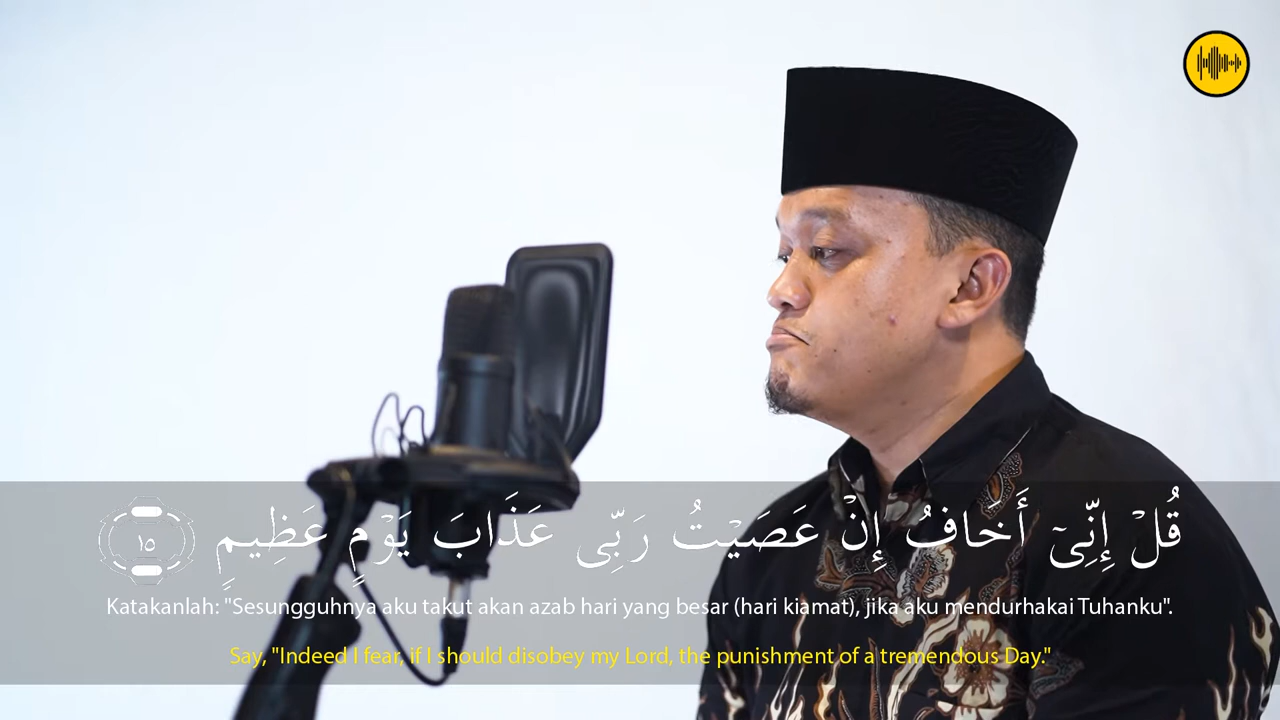 قُلْ إِنِّىٓ أَخَافُ إِنْ عَصَيْتُ رَبِّى عَذَابَ يَوْمٍ عَظِيمٍ ١٥
Katakanlah: "Sesungguhnya aku takut akan azab hari yang besar (hari kiamat), jika aku mendurhakai Tuhanku".
Say, "Indeed I fear, if I should disobey my Lord, the punishment of a tremendous Day."